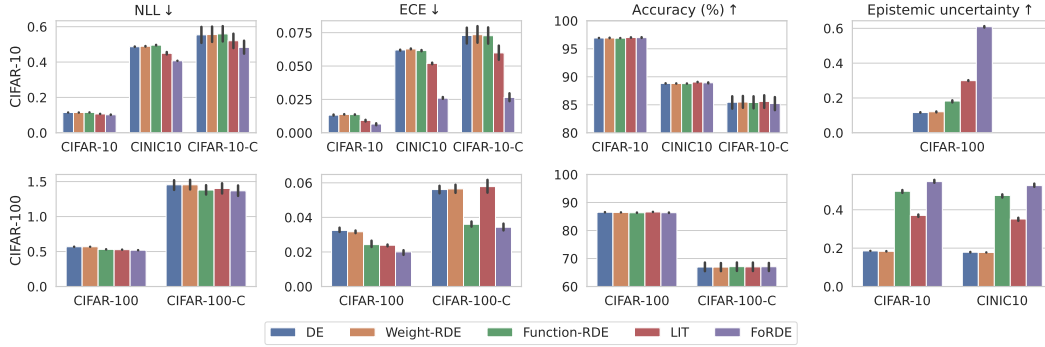 NLL ↓ ECE ↓ Accuracy (%) ↑ Epistemic uncertainty ↑
CIFAR-10
0.6
0.4
0.2
0.0
CIFAR-10 CINIC10 CIFAR-10-C
0.075
0.050
0.025
0.000
CIFAR-10 CINIC10 CIFAR-10-C
100
95
90
85
80
CIFAR-10 CINIC10 CIFAR-10-C
0.6
0.4
0.2
0.0
CIFAR-100
CIFAR-100
1.5
1.0
0.5
0.0
CIFAR-100 CIFAR-100-C
0.06
0.04
0.02
0.00
CIFAR-100 CIFAR-100-C
100
90
80
70
60
CIFAR-100 CIFAR-100-C
0.4
0.2
0.0
CIFAR-10 CINIC10
DE Weight-RDE Function-RDE LIT FoRDE